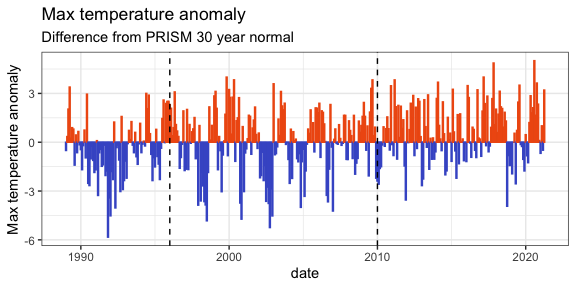 Max temperature anomaly
Difference from PRISM 30 year normal
Max temperature anomaly
3
0
-3
-6
1990
2000
2010
2020
date